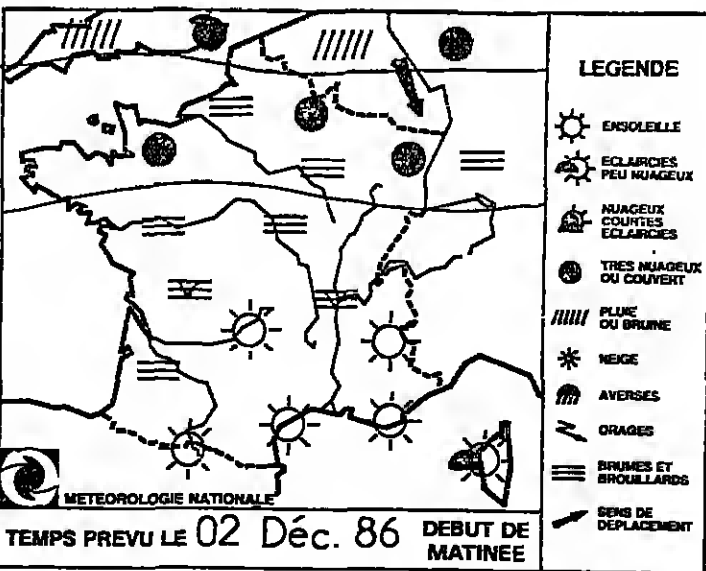 LEGENDE
ENSOLEILLE
ECLAIRCIES
PEU NUAGEUX
NUAGEUX
COURTES
ECLAIRCIES
TRES NUAGEUX
OU COUVERT
PLUIE
OU BRUINE
NEIGE
AVERSES
ORAGES
BRUMES ET
BROUILLARDS
SENS DE
DEPLACEMENT
METEOROLOGIE NATIONALE
TEMPS PREVU LE 02 Déc. 86 DEBUT DE
MATINEE